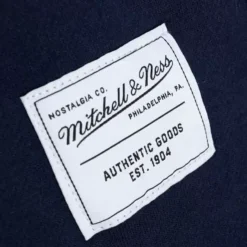 NOSTALGIA CO.
Mitchell & Ness
PHILADELPHIA, PA.
AUTHENTIC GOODS
EST. 1904